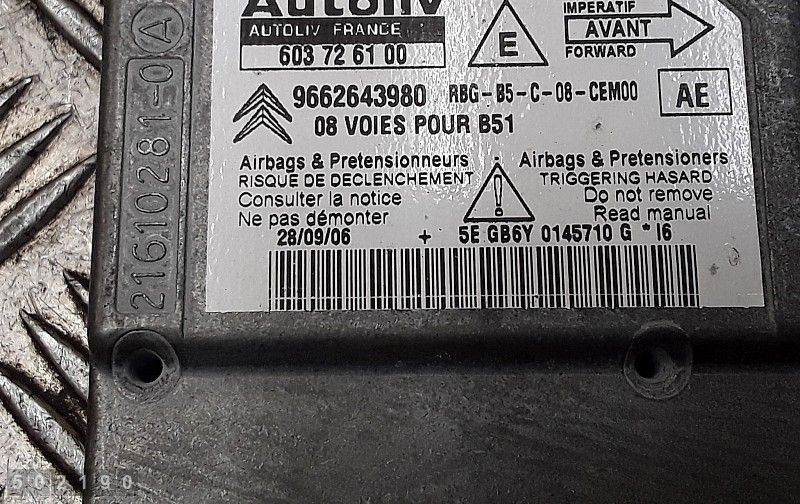 Autoliv
AUTOLIV FRANCE
603 72 61 00
E
IMPERATIF
AVANT
FORWARD
9662643980 RBG-B5-C-08-CEM00
AE
08 VOIES POUR B51
Airbags & Pretensionneurs
RISQUE DE DECLENCHEMENT
Consulter la notice
Ne pas démonter
!
Airbags & Pretensioners
TRIGGERING HASARD
Do not remove
Read manual
28/09/06 + 5E GB6Y 0145710 G *16
21610281-0 A
502190